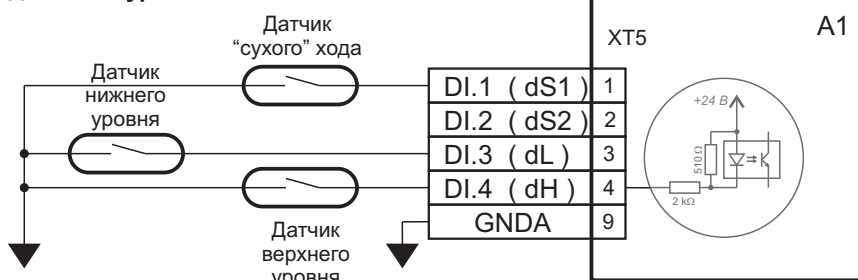 Датчик
“сухого” хода
XT5
A1
Датчик
нижнего
уровня
DI.1 ( dS1 ) 1
DI.2 ( dS2 ) 2
DI.3 ( dL ) 3
DI.4 ( dH ) 4
GNDA 9
+24 В
510 Ω
2 kΩ
Датчик
верхнего
уровня